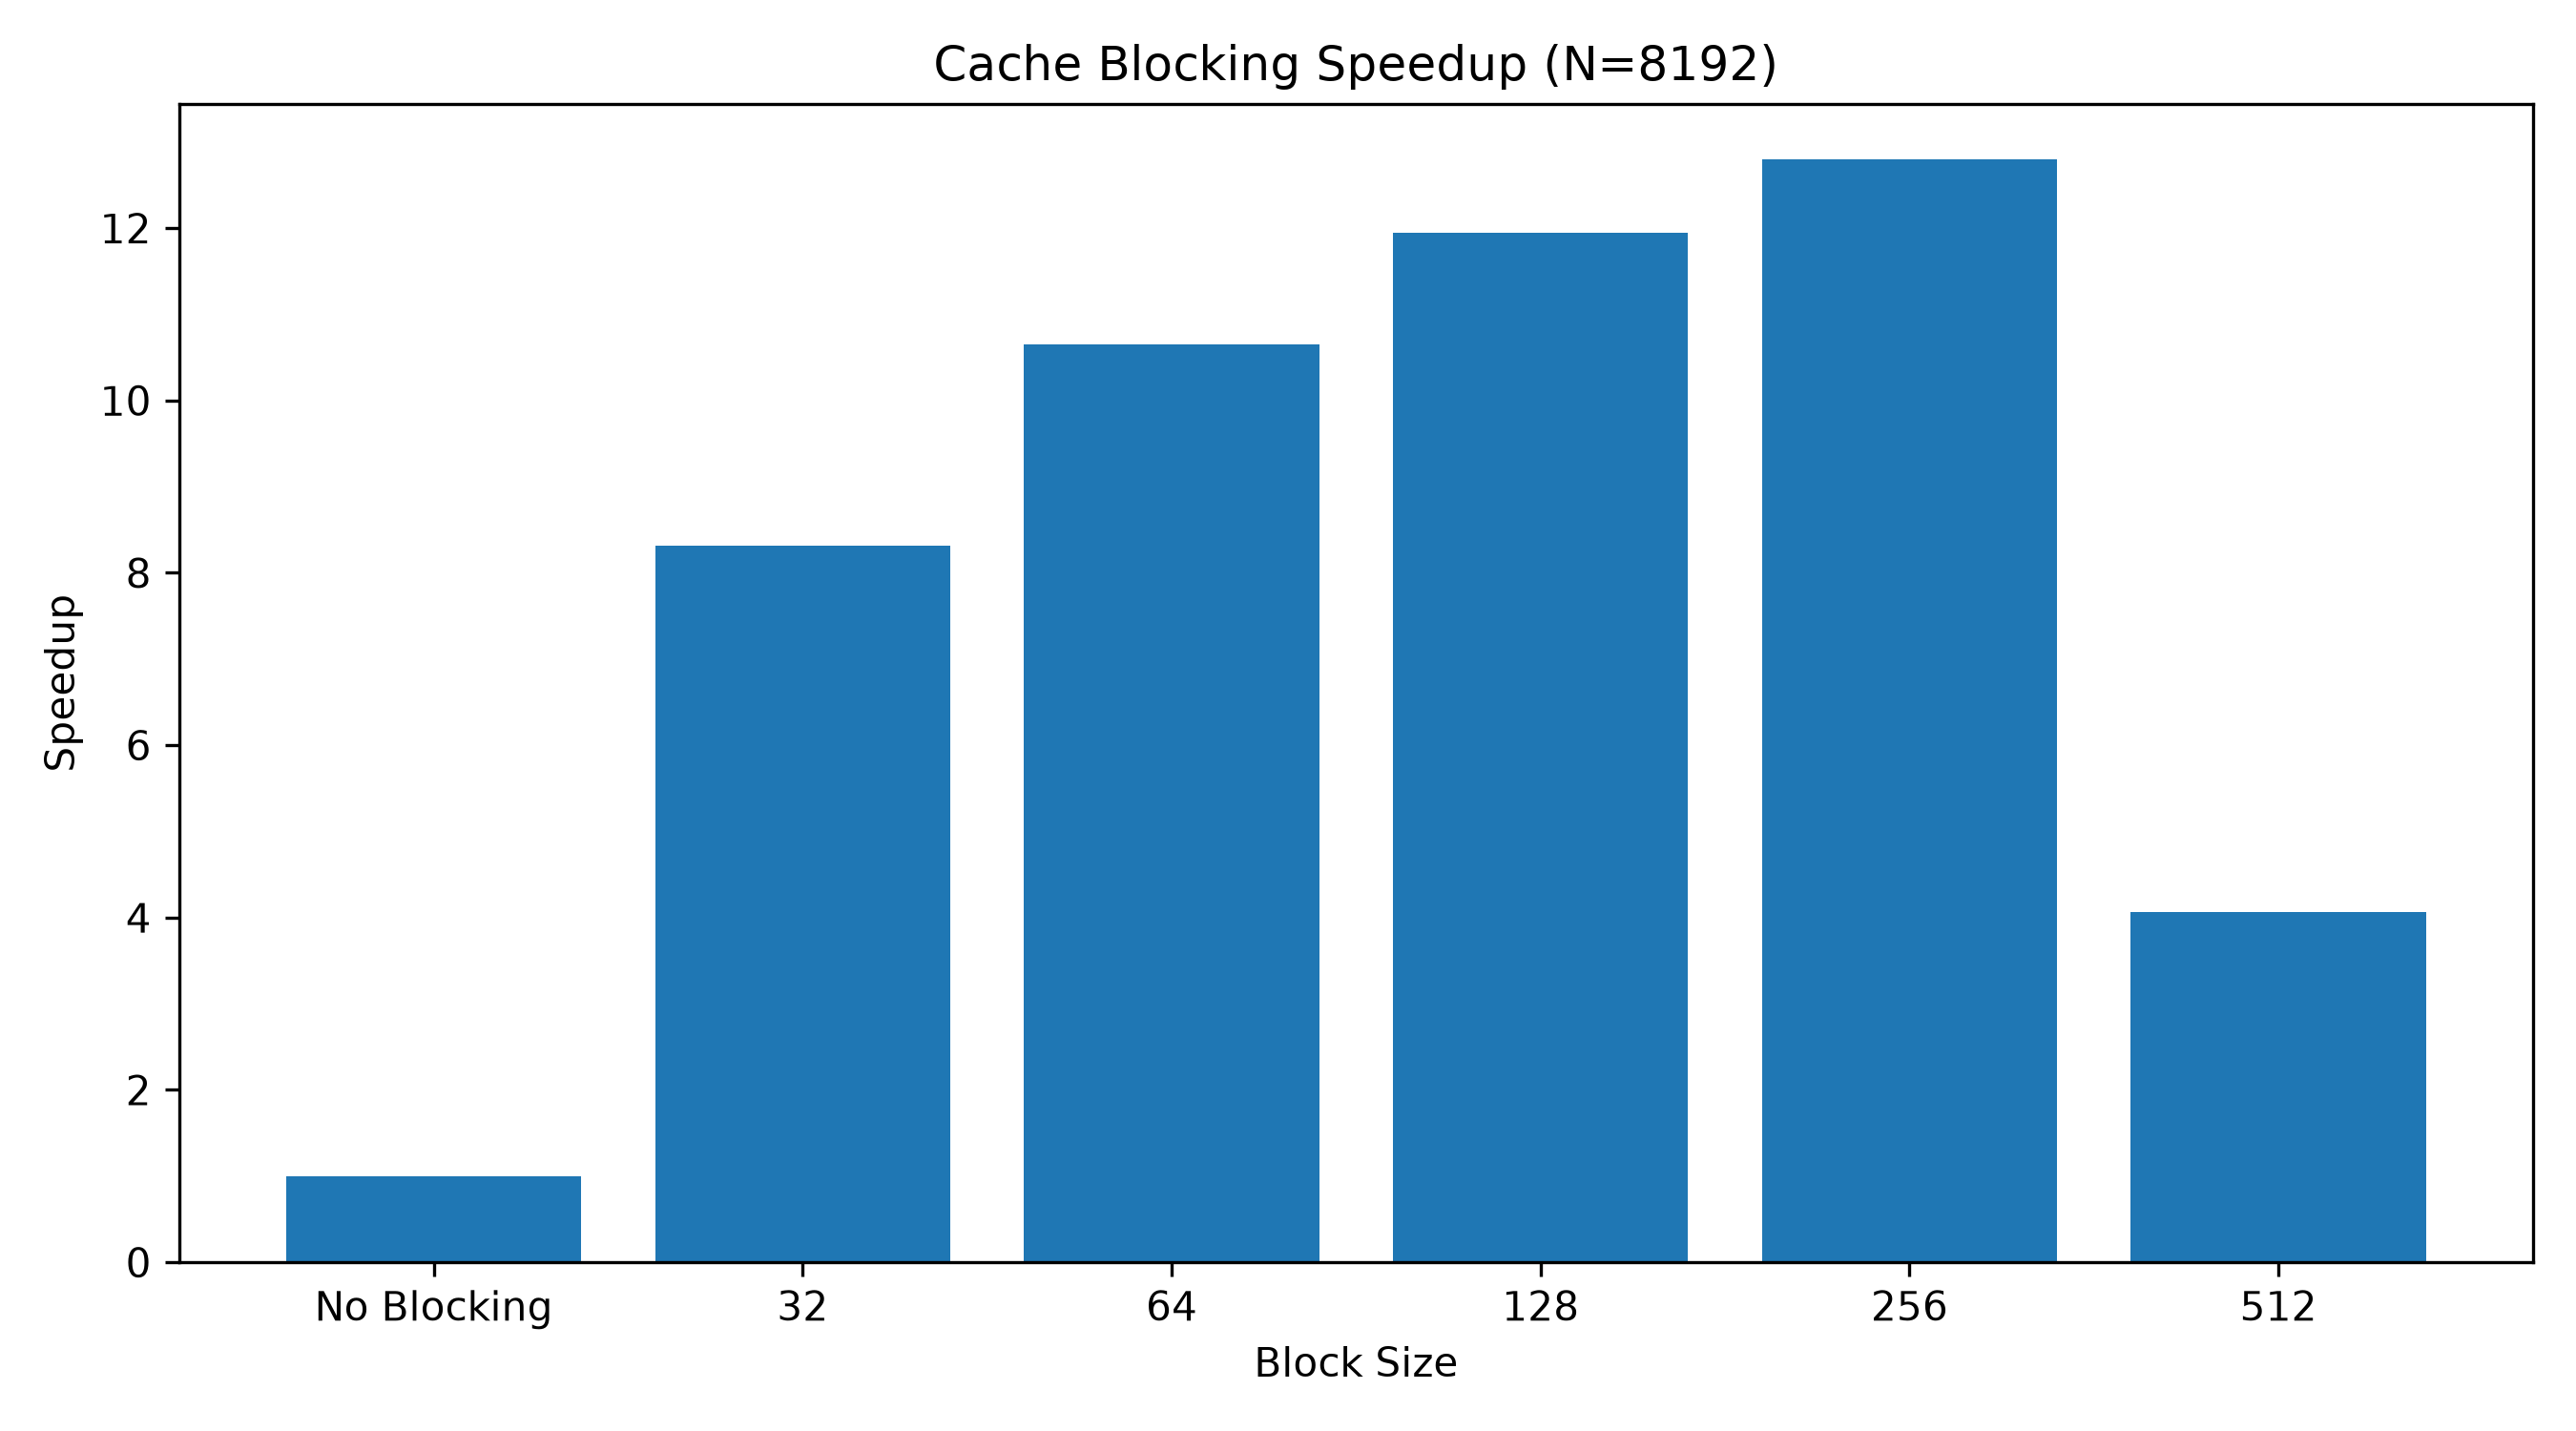 Cache Blocking Speedup (N=8192)
Speedup
12
10
8
6
4
2
0
No Blocking 32 64 128 256 512
Block Size